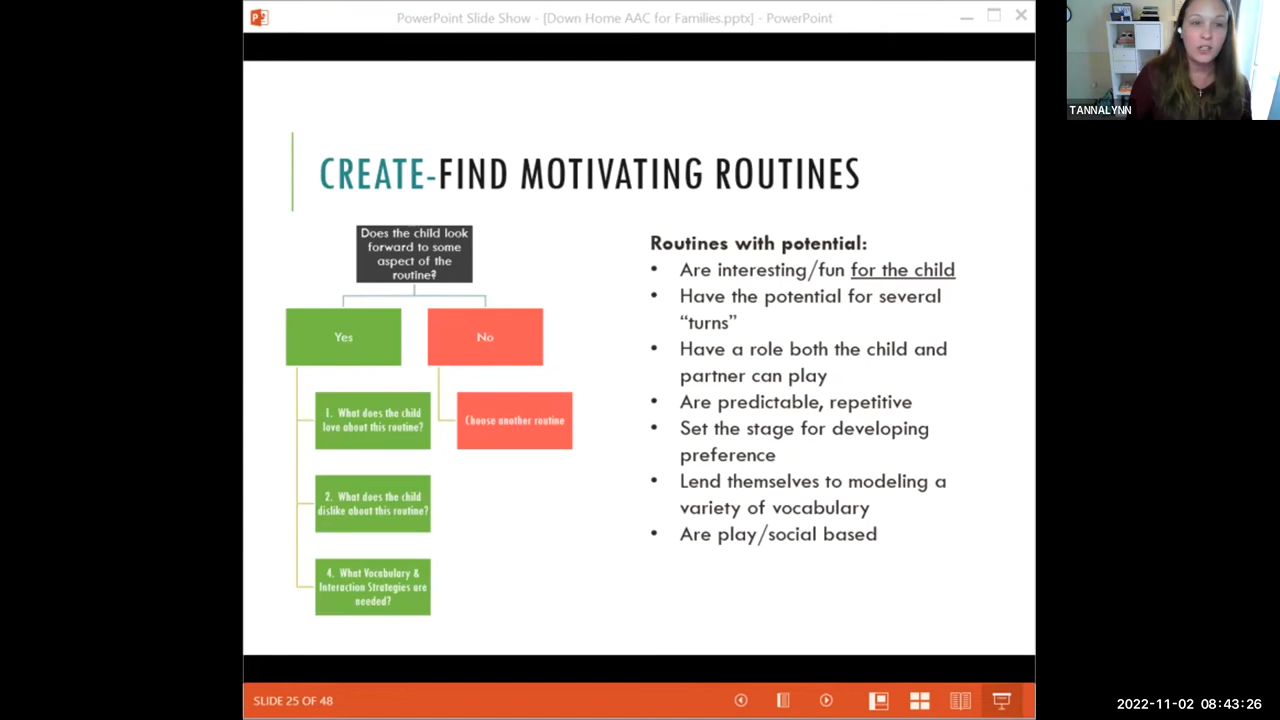 PowerPoint Slide Show - [Down Home AAC for Families.pptx] - PowerPoint
TANNALYNN
CREATE-FIND MOTIVATING ROUTINES
Does the child look
forward to some
aspect of the
routine?
Yes
No
1. What does the child
love about this routine?
Choose another routine
2. What does the child
dislike about this routine?
4. What Vocabulary &
Interaction Strategies are
needed?
Routines with potential:
• Are interesting/fun for the child
• Have the potential for several
“turns”
• Have a role both the child and
partner can play
• Are predictable, repetitive
• Set the stage for developing
preference
• Lend themselves to modeling a
variety of vocabulary
• Are play/social based
SLIDE 25 OF 48
2022-11-02 08:43:26